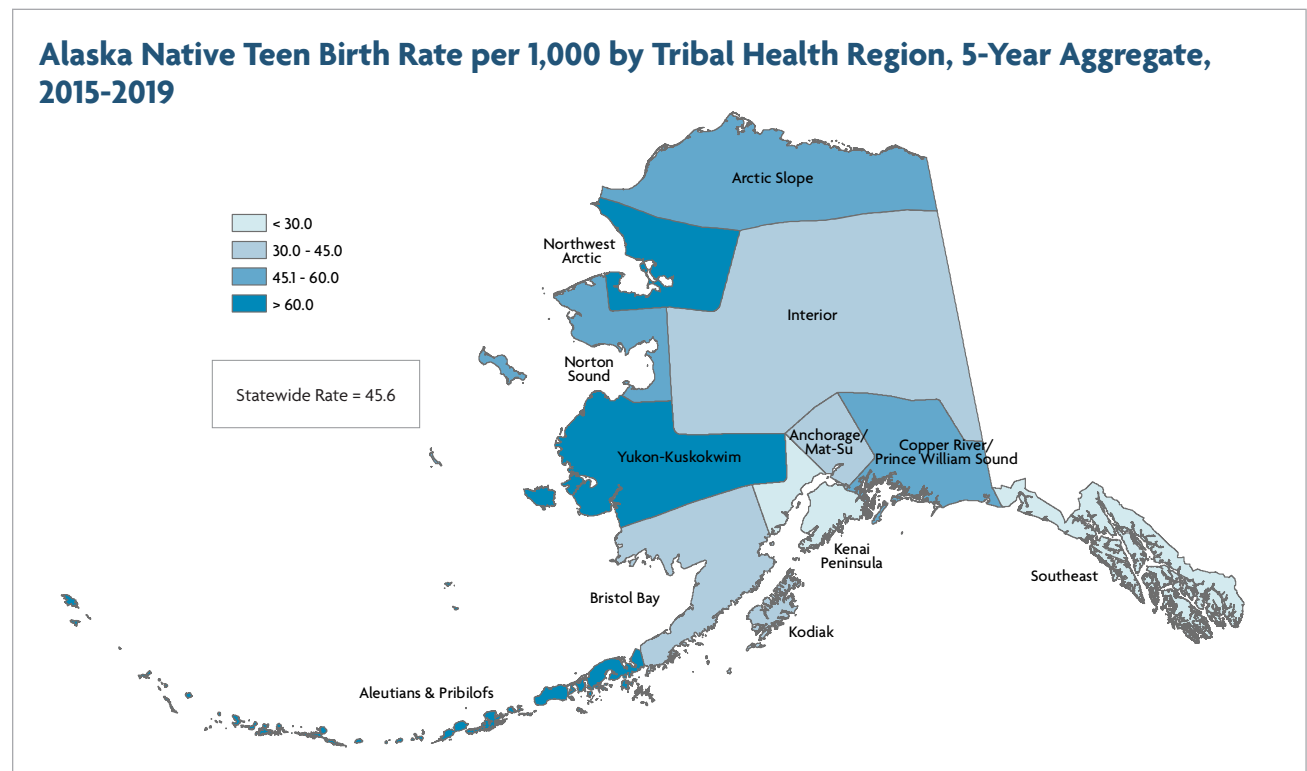 Alaska Native Teen Birth Rate per 1,000 by Tribal Health Region, 5-Year Aggregate,
2015-2019
Arctic Slope
< 30.0
30.0 - 45.0
45.1 - 60.0
> 60.0
Northwest
Arctic
Interior
Norton
Sound
Statewide Rate = 45.6
Anchorage/
Mat-Su
Copper River/
Prince William Sound
Yukon-Kuskokwim
Kenai
Peninsula
Southeast
Bristol Bay
Kodiak
Aleutians & Pribilofs